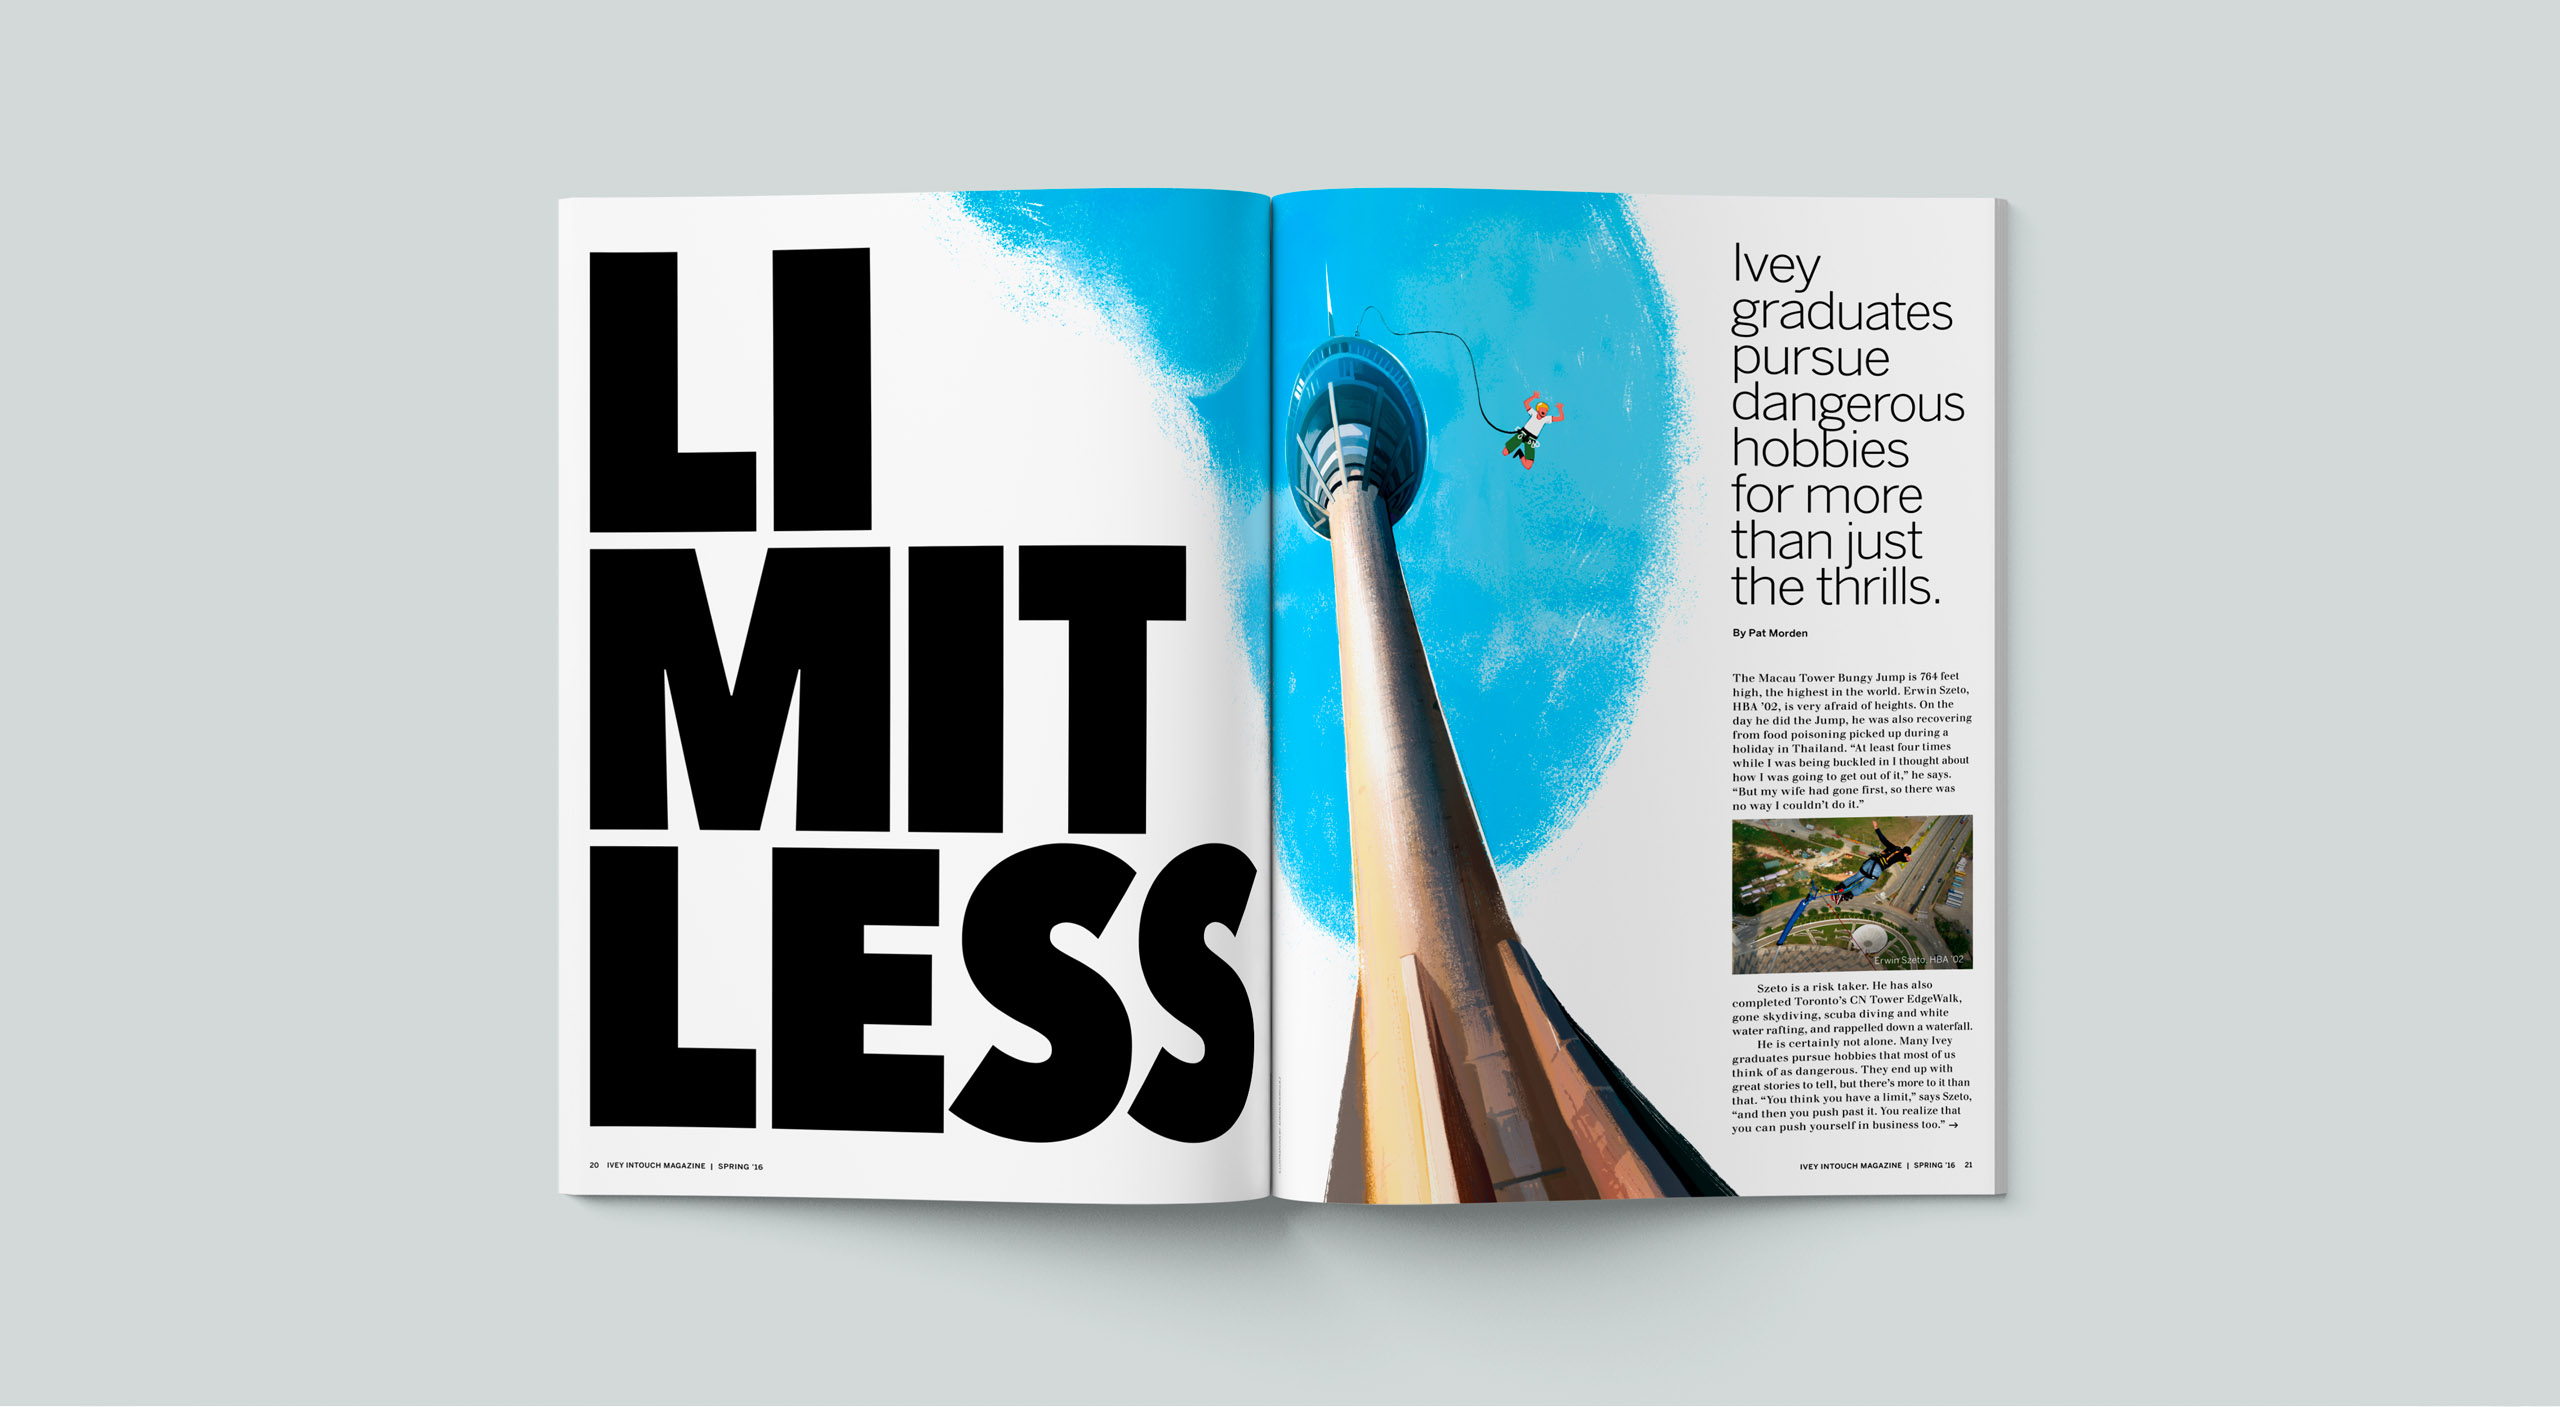 LI
MIT
LESS
20 IVEY INTOUCH MAGAZINE | SPRING '16
Ivey
graduates
pursue
dangerous
hobbies
for more
than just
the thrills.
By Pat Morden
The Macau Tower Bungy Jump is 764 feet
high, the highest in the world. Erwin Szeto,
HBA ’02, is very afraid of heights. On the
day he did the Jump, he was also recovering
from food poisoning picked up during a
holiday in Thailand. “At least four times
while I was being buckled in I thought about
how I was going to get out of it,” he says.
“But my wife had gone first, so there was
no way I couldn’t do it.”
Erwin Szeto, HBA ’02
Szeto is a risk taker. He has also
completed Toronto’s CN Tower EdgeWalk,
gone skydiving, scuba diving and white
water rafting, and rappelled down a waterfall.
He is certainly not alone. Many Ivey
graduates pursue hobbies that most of us
think of as dangerous. They end up with
great stories to tell, but there’s more to it than
that. “You think you have a limit,” says Szeto,
“and then you push past it. You realize that
you can push yourself in business too.” →
IVEY INTOUCH MAGAZINE | SPRING '16 21